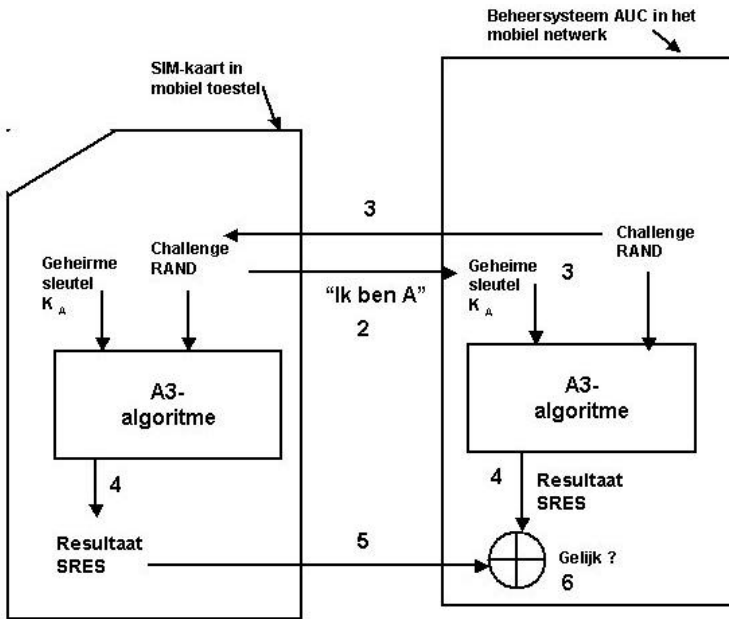 Beheersysteem AUC in het
mobiel netwerk
SIM-kaart in
mobiel toestel
3
Challenge
RAND
Geheirme
sleutel
K A
Challenge
RAND
"Ik ben A"
2
Geheime
sleutel
K A
3
A3-
algoritme
A3-
algoritme
4
Resultaat
SRES
4
Resultaat
SRES
5
Gelijk ?
6